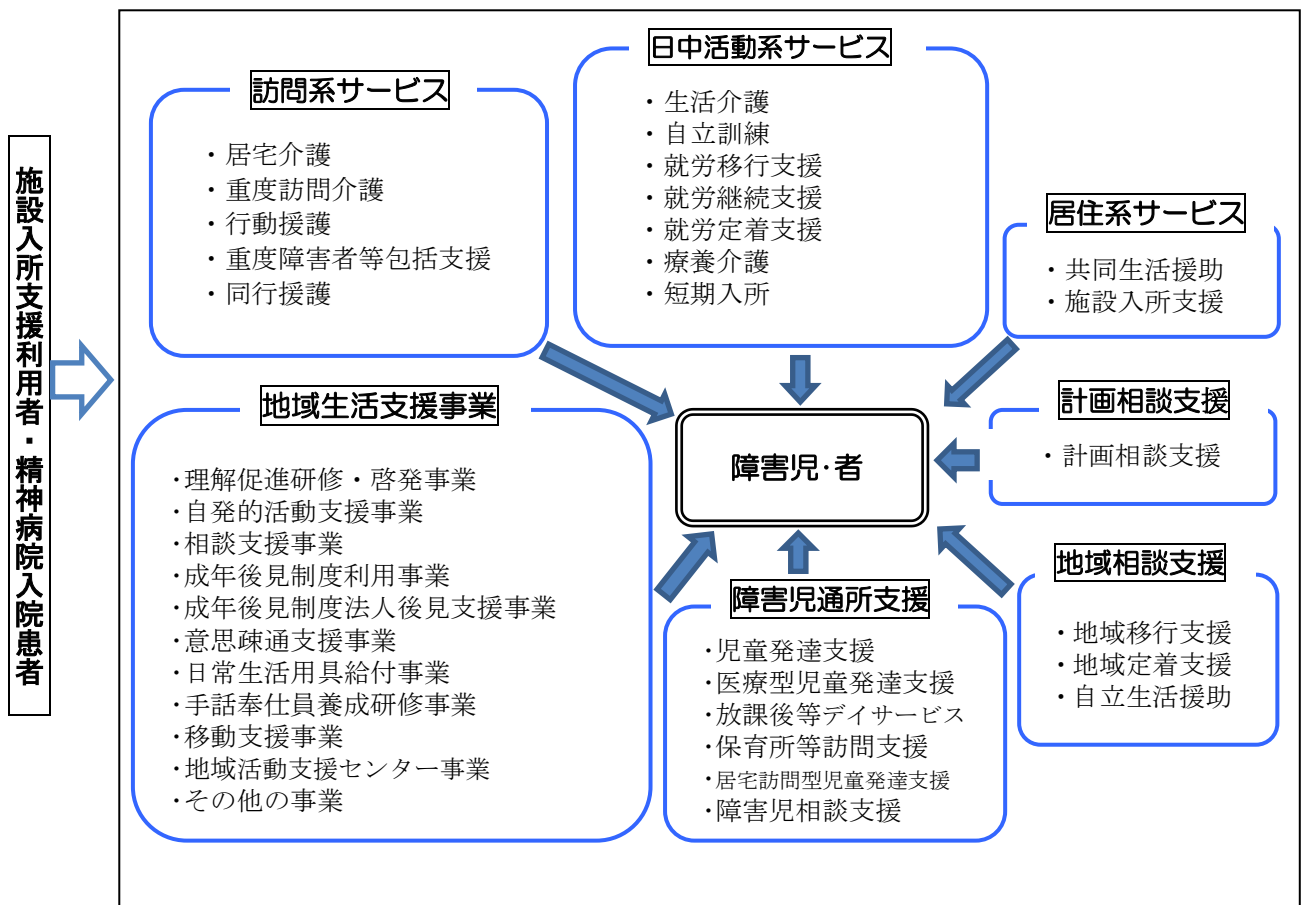 施設入所支援利用者・精神病院入院患者
訪問系サービス
・居宅介護
・重度訪問介護
・行動援護
・重度障害者等包括支援
・同行援護
日中活動系サービス
・生活介護
・自立訓練
・就労移行支援
・就労継続支援
・就労定着支援
・療養介護
・短期入所
居住系サービス
・共同生活援助
・施設入所支援
計画相談支援
・計画相談支援
障害児・者
地域生活支援事業
・理解促進研修・啓発事業
・自発的活動支援事業
・相談支援事業
・成年後見制度利用事業
・成年後見制度法人後見支援事業
・意思疎通支援事業
・日常生活用具給付事業
・手話奉仕員養成研修事業
・移動支援事業
・地域活動支援センター事業
・その他の事業
障害児通所支援
・児童発達支援
・医療型児童発達支援
・放課後等デイサービス
・保育所等訪問支援
・居宅訪問型児童発達支援
・障害児相談支援
地域相談支援
・地域移行支援
・地域定着支援
・自立生活援助